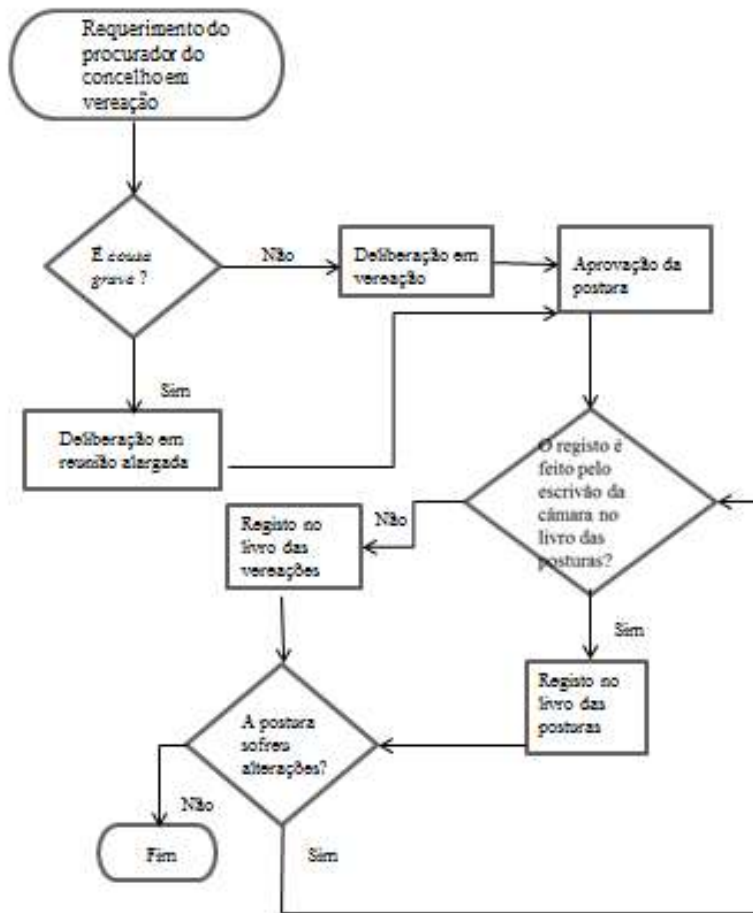 Requerimento do
procurador do
concelho em
vereação
É cousa
grave ?
Não
Deliberação em
vereação
Aprovação da
postura
Sim
Deliberação em
reunião alargada
O registo é
feito pelo
escrivão da
câmara no
livro das
posturas?
Não
Registo no
livro das
vereações
Sim
Registo no
livro das
posturas
A postura
sofreu
alterações?
Não
Fim
Sim